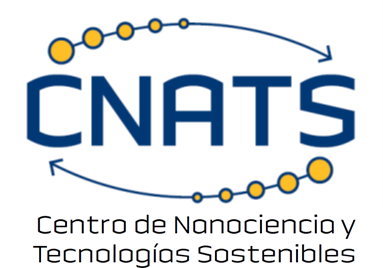 CNATS
Centro de Nanociencia y
Tecnologías Sostenibles